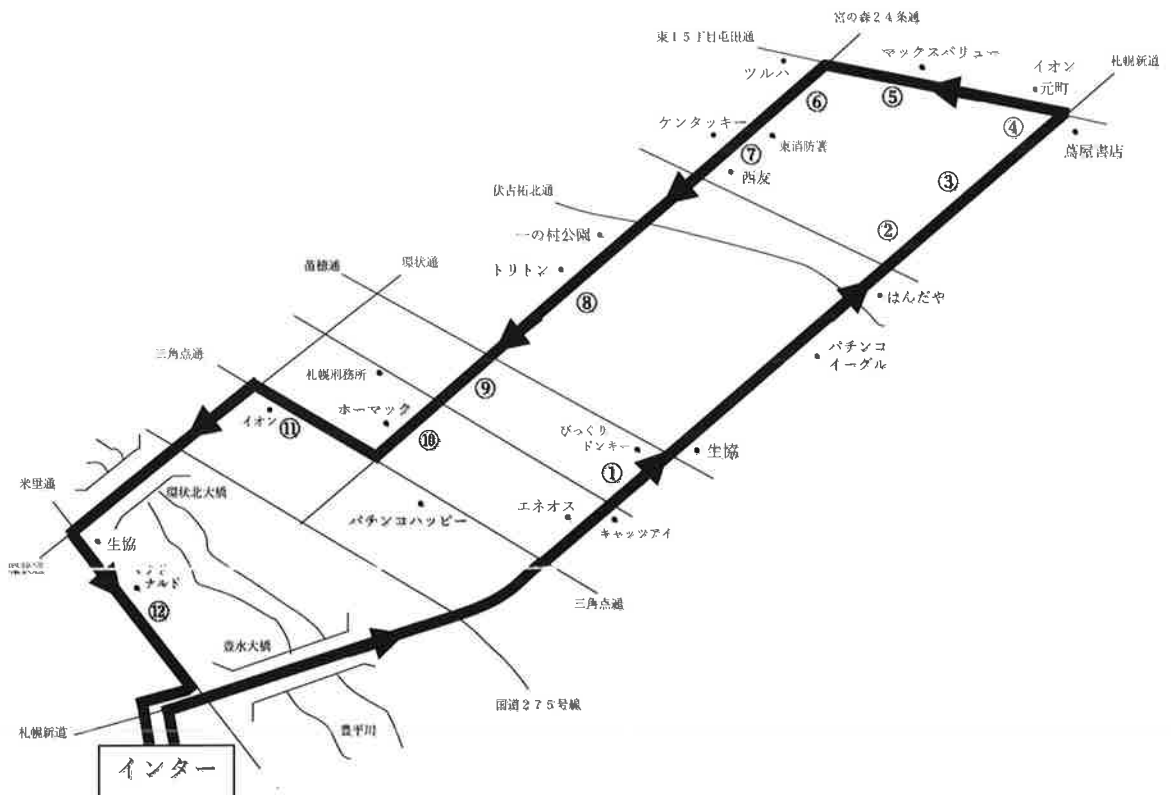 宮の森24条通
東15丁目屯田通
マックスバリュー
ツルハ
イオン
元町
札幌新道
⑥
⑤
④
蔦屋書店
ケンタッキー
東消防署
⑦
西友
③
伏古拓北通
②
一の村公園
トリトン
はんだや
苗穂通
環状通
⑧
パチンコ
イーグル
三角点通
札幌刑務所
⑨
イオン
⑪
ホーマック
⑩
びっくり
ドンキー
生協
①
米里通
環状北大橋
パチンコハッピー
エネオス
キャッツアイ
生協
ナルド
⑫
三角点通
豊水大橋
国道275号線
札幌新道
豊平川
インター